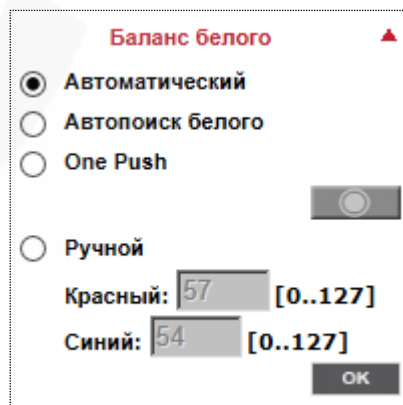 Баланс белого
Автоматический
Автопоиск белого
One Push
Ручной
Красный: 57 [0..127]
Синий: 54 [0..127]
OK